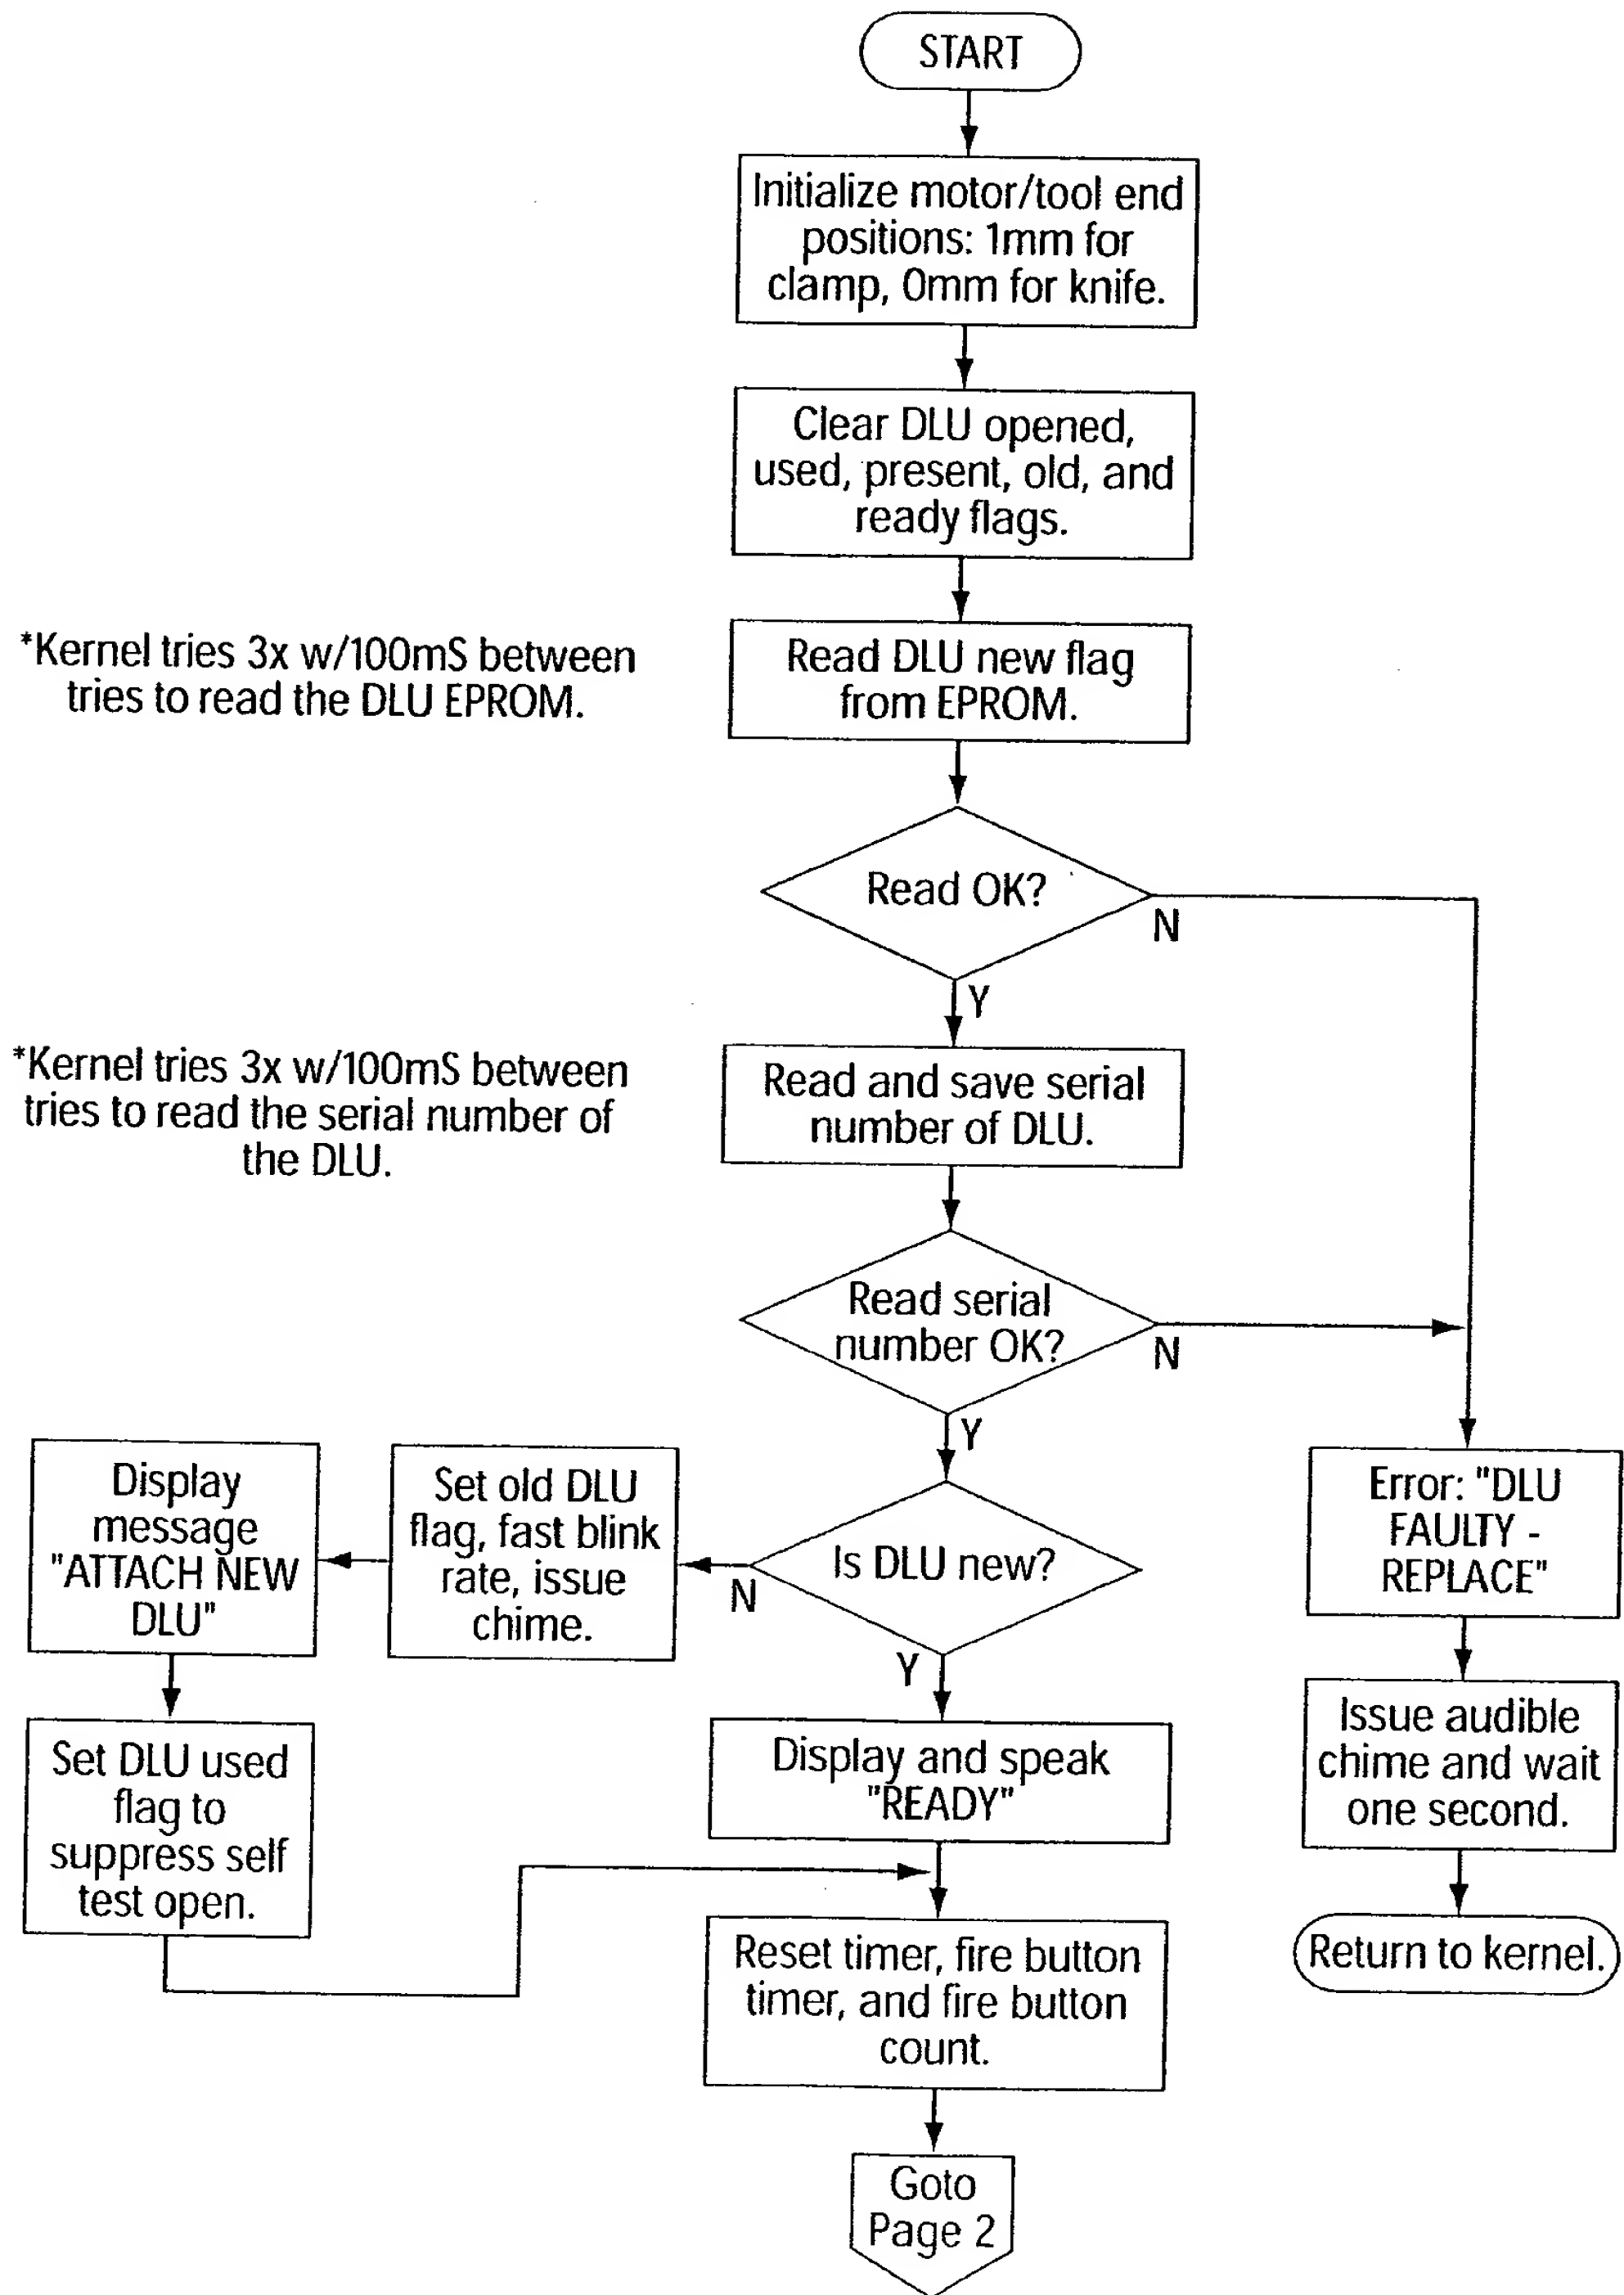 START
Initialize motor/tool end
positions: 1mm for
clamp, 0mm for knife.
Clear DLU opened,
used, present, old, and
ready flags.
*Kernel tries 3x w/100mS between
tries to read the DLU EPROM.
Read DLU new flag
from EPROM.
Read OK?
N
Y
*Kernel tries 3x w/100mS between
tries to read the serial number of
the DLU.
Read and save serial
number of DLU.
Read serial
number OK?
N
Y
Display
message
"ATTACH NEW
DLU"
Set old DLU
flag, fast blink
rate, issue
chime.
Is DLU new?
N
Y
Error: "DLU
FAULTY -
REPLACE"
Set DLU used
flag to
suppress self
test open.
Display and speak
"READY"
Issue audible
chime and wait
one second.
Reset timer, fire button
timer, and fire button
count.
Return to kernel.
Goto
Page 2